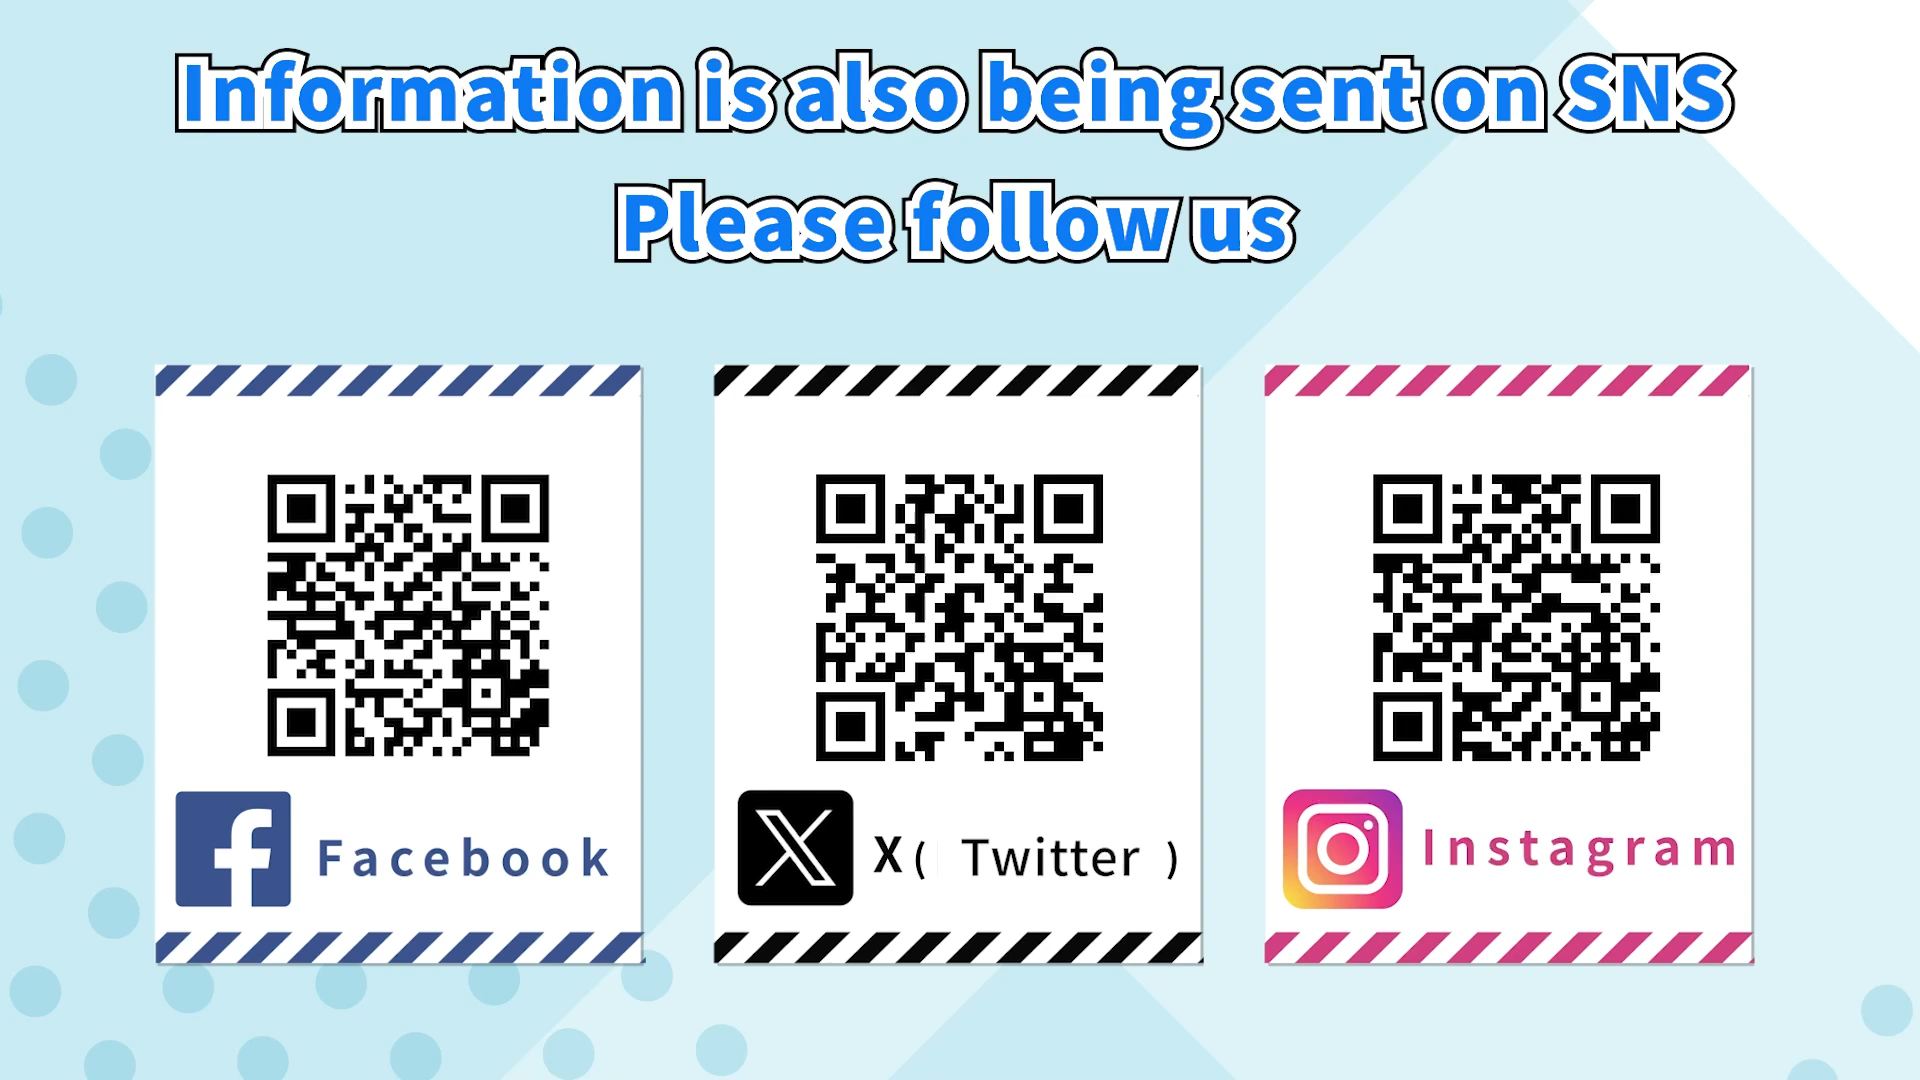 Information is also being sent on SNS
Please follow us
Facebook
X( Twitter )
Instagram